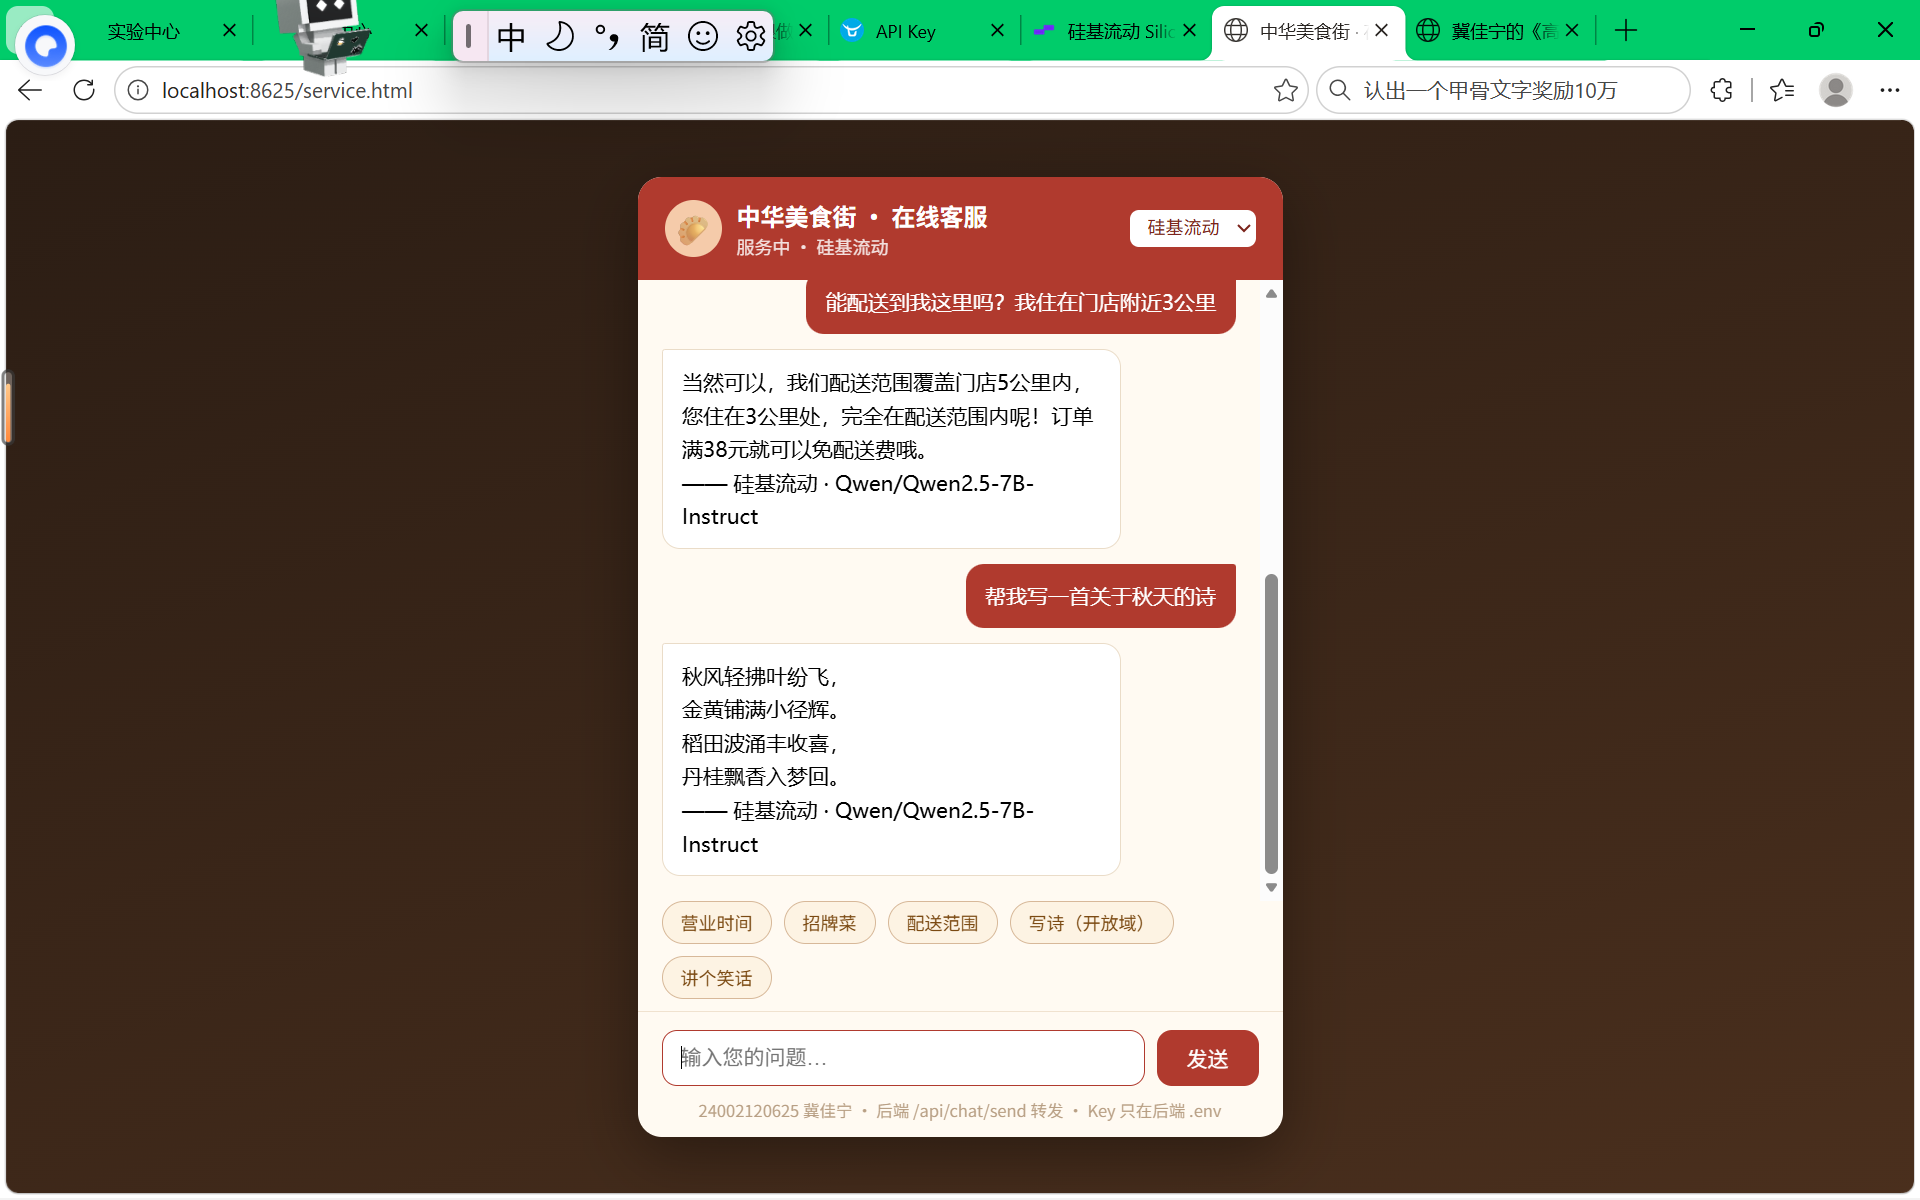 实验中心
中
简
API Key
硅基流动 Silic
中华美食街 ·
冀佳宁的《高
localhost:8625/service.html
认出一个甲骨文字奖励10万
中华美食街 · 在线客服
服务中 · 硅基流动
硅基流动
能配送到我这里吗？我住在门店附近3公里
当然可以，我们配送范围覆盖门店5公里内，
您住在3公里处，完全在配送范围内呢！订单
满38元就可以免配送费哦。
—— 硅基流动 · Qwen/Qwen2.5-7B-
Instruct
帮我写一首关于秋天的诗
秋风轻拂叶纷飞，
金黄铺满小径辉。
稻田波涌丰收喜，
丹桂飘香入梦回。
—— 硅基流动 · Qwen/Qwen2.5-7B-
Instruct
营业时间
招牌菜
配送范围
写诗（开放域）
讲个笑话
输入您的问题…
发送
24002120625 冀佳宁 · 后端 /api/chat/send 转发 · Key 只在后端 .env